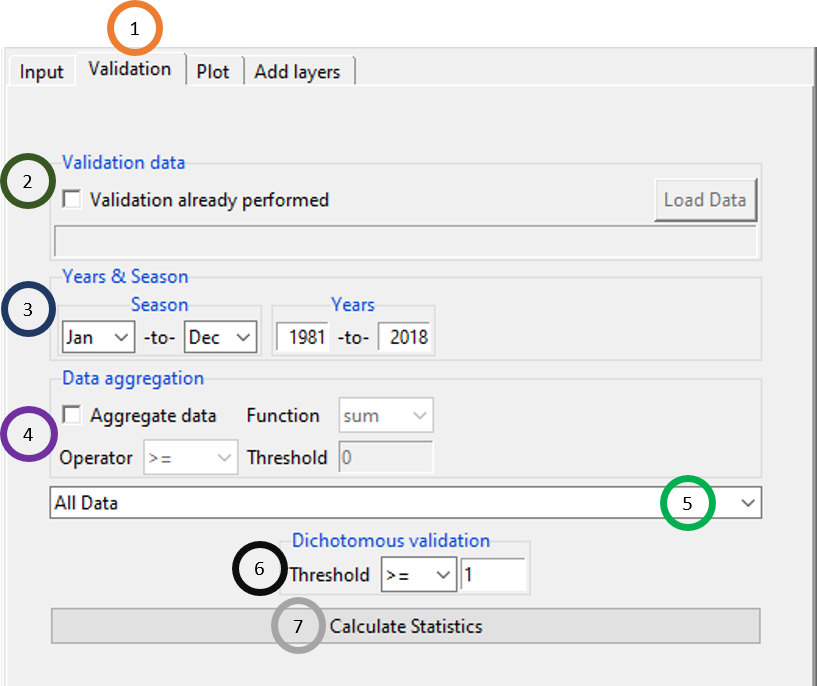 1
Input Validation Plot Add layers
Validation data
2
Validation already performed Load Data
Years & Season
3
Season Years
Jan -to- Dec 1981 -to- 2018
Data aggregation
4
Aggregate data Function sum
Operator >= Threshold 0
All Data 5
Dichotomous validation
6 Threshold >= 1
7 Calculate Statistics